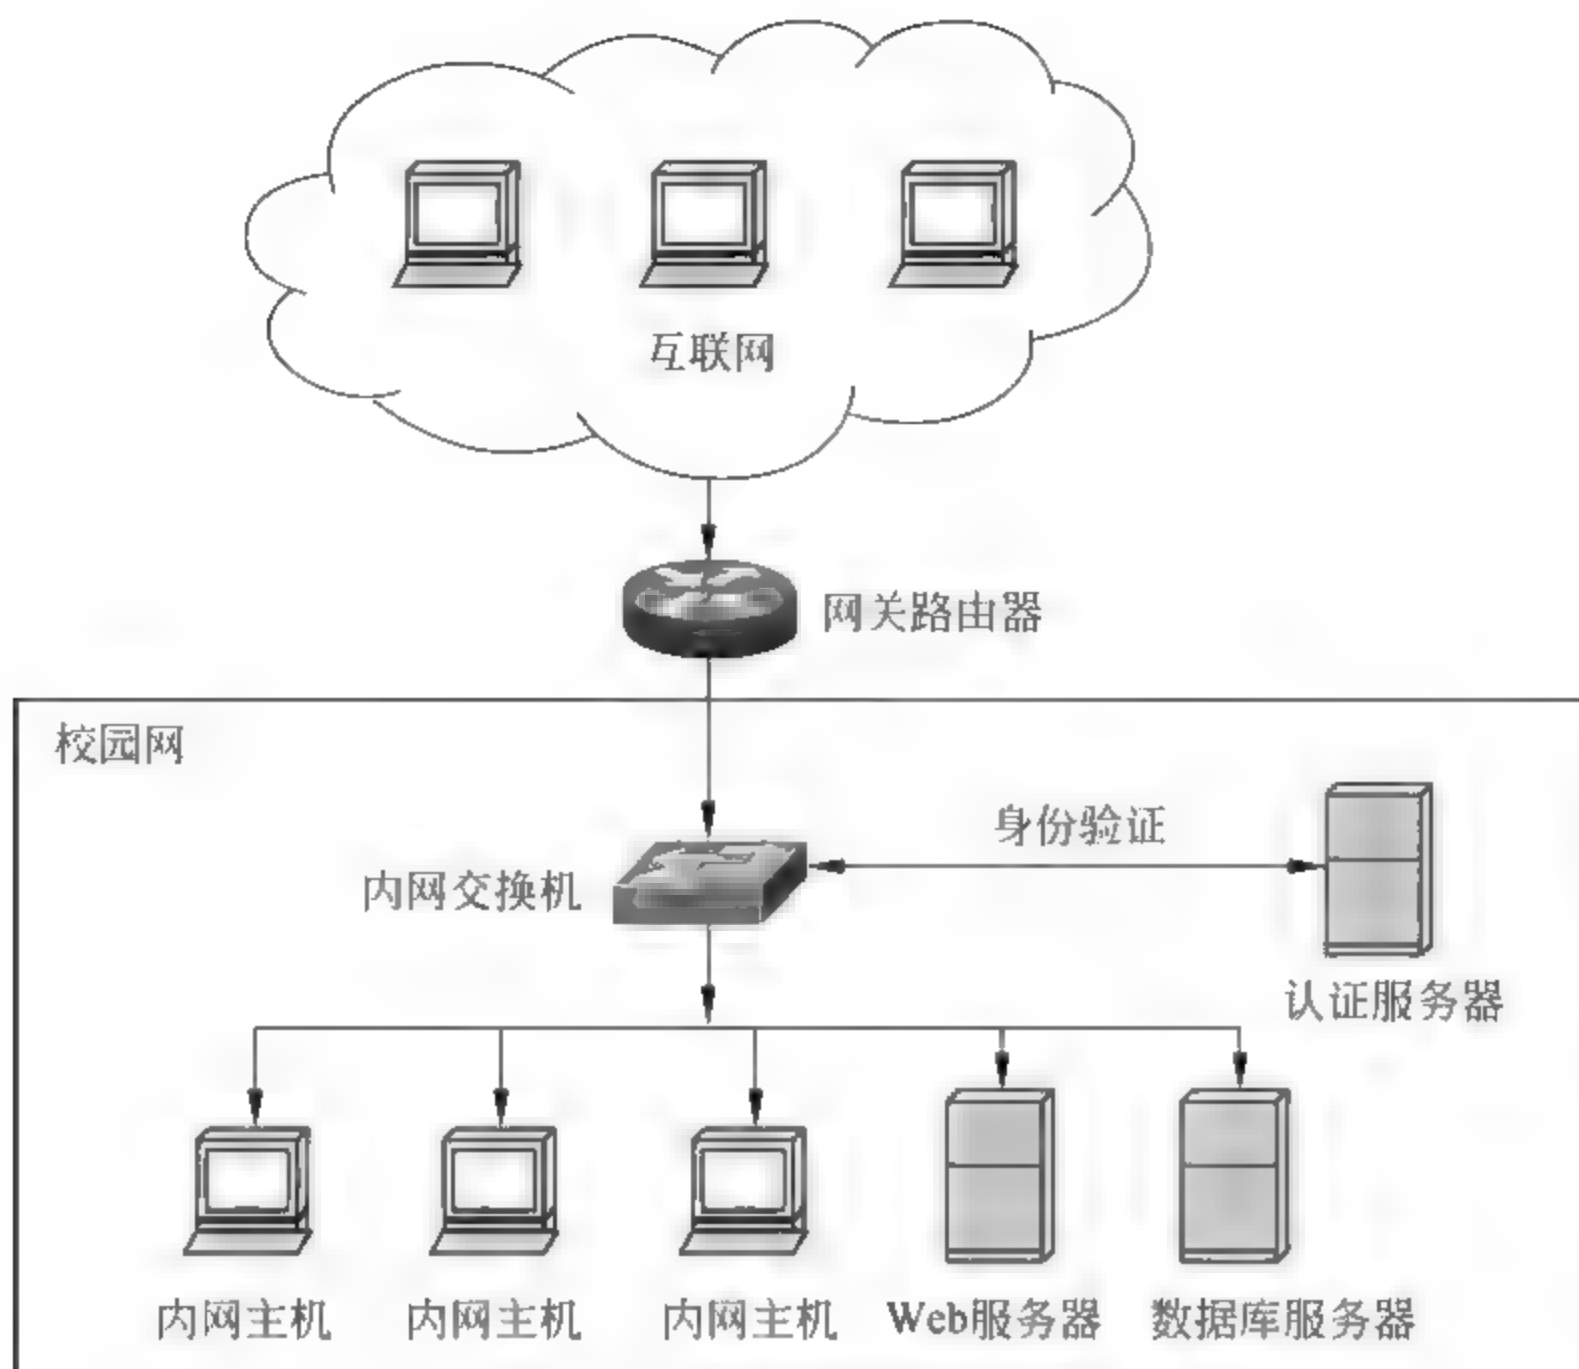 互联网
网关路由器
校园网
身份验证
内网交换机
认证服务器
内网主机
内网主机
内网主机
Web服务器
数据库服务器